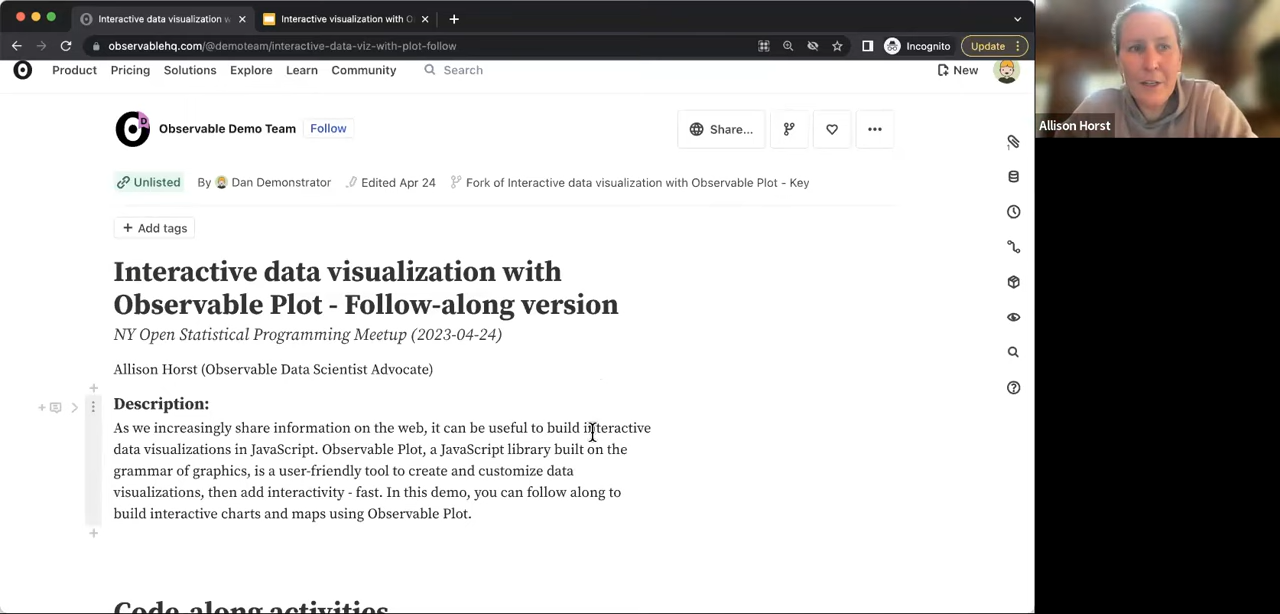 Interactive data visualization w
Interactive visualization with O
observablehq.com/@demoteam/interactive-data-viz-with-plot-follow
Incognito
Update
Product
Pricing
Solutions
Explore
Learn
Community
Search
New
Allison Horst
D
Observable Demo Team
Follow
Share...
Unlisted
By Dan Demonstrator
Edited Apr 24
Fork of Interactive data visualization with Observable Plot - Key
+ Add tags
Interactive data visualization with
Observable Plot - Follow-along version
NY Open Statistical Programming Meetup (2023-04-24)
Allison Horst (Observable Data Scientist Advocate)
Description:
As we increasingly share information on the web, it can be useful to build interactive
data visualizations in JavaScript. Observable Plot, a JavaScript library built on the
grammar of graphics, is a user-friendly tool to create and customize data
visualizations, then add interactivity - fast. In this demo, you can follow along to
build interactive charts and maps using Observable Plot.
Code-along activities